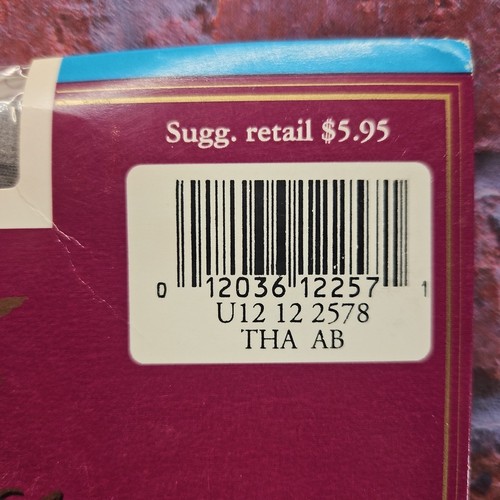 Sugg. retail $5.95
0 12036 12257 1
U12 12 2578
THA AB